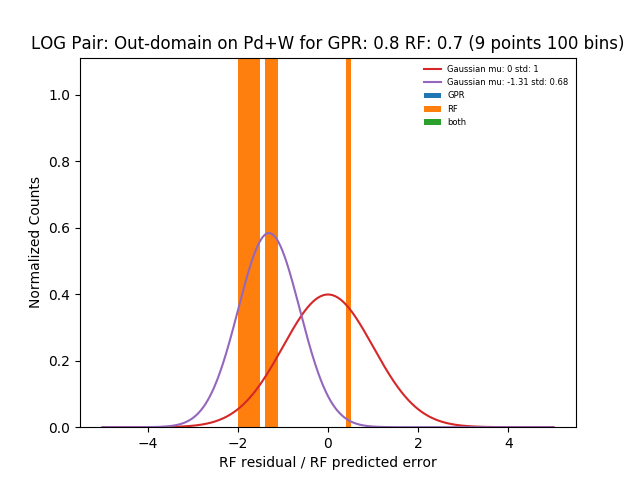 LOG Pair: Out-domain on Pd+W for GPR: 0.8 RF: 0.7 (9 points 100 bins)
Gaussian mu: 0 std: 1
Gaussian mu: -1.31 std: 0.68
GPR
RF
both
Normalized Counts
1.0
0.8
0.6
0.4
0.2
0.0
−4 −2 0 2 4
RF residual / RF predicted error